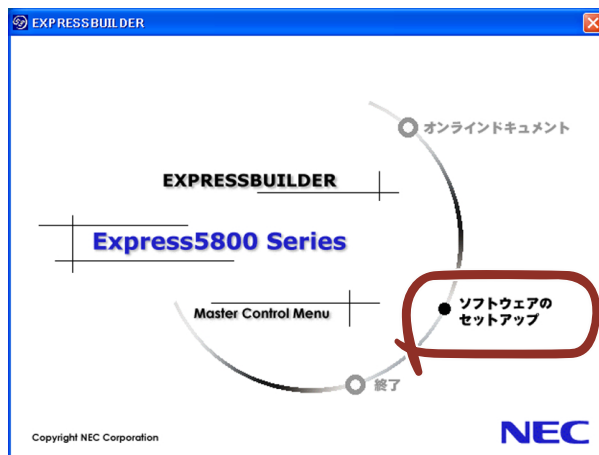 EXPRESSBUILDER
オンラインドキュメント
EXPRESSBUILDER
Express5800 Series
ソフトウェアの
セットアップ
Master Control Menu
終了
Copyright NEC Corporation
NEC